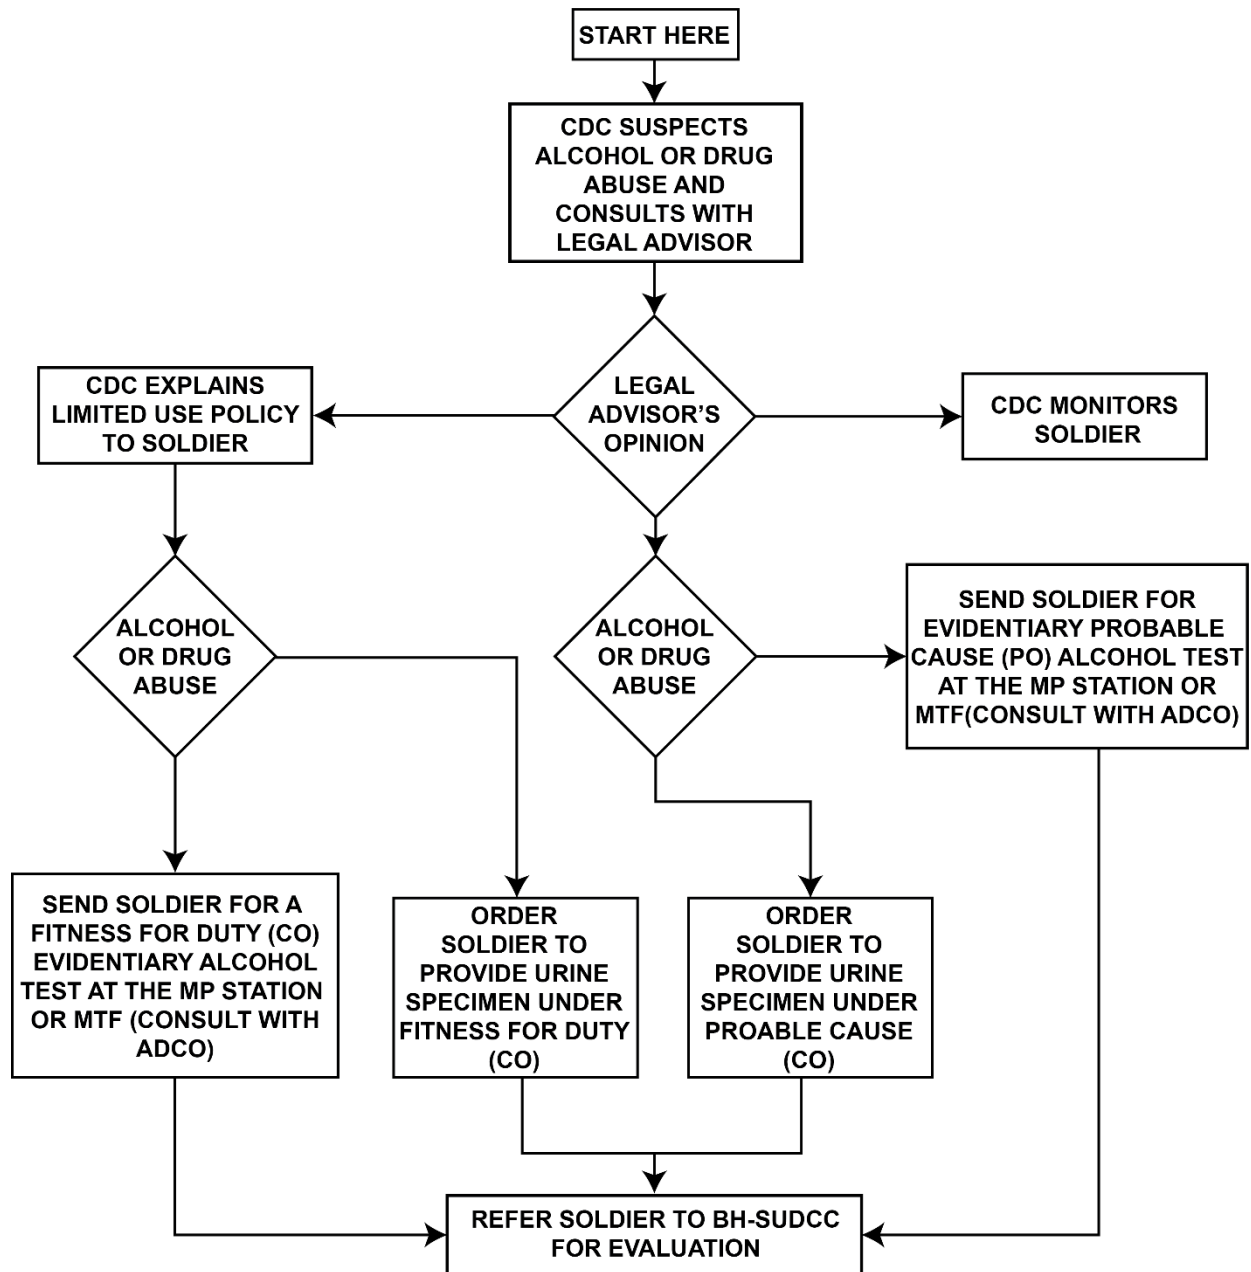 START HERE
CDC SUSPECTS
ALCOHOL OR DRUG
ABUSE AND
CONSULTS WITH
LEGAL ADVISOR
LEGAL
ADVISOR'S
OPINION
CDC EXPLAINS
LIMITED USE POLICY
TO SOLDIER
CDC MONITORS
SOLDIER
ALCOHOL
OR DRUG
ABUSE
ALCOHOL
OR DRUG
ABUSE
SEND SOLDIER FOR
EVIDENTIARY PROBABLE
CAUSE (PO) ALCOHOL TEST
AT THE MP STATION OR
MTF(CONSULT WITH ADCO)
SEND SOLDIER FOR A
FITNESS FOR DUTY (CO)
EVIDENTIARY ALCOHOL
TEST AT THE MP STATION
OR MTF (CONSULT WITH
ADCO)
ORDER
SOLDIER TO
PROVIDE URINE
SPECIMEN UNDER
FITNESS FOR DUTY
(CO)
ORDER
SOLDIER TO
PROVIDE URINE
SPECIMEN UNDER
PROABLE CAUSE
(CO)
REFER SOLDIER TO BH-SUDCC
FOR EVALUATION